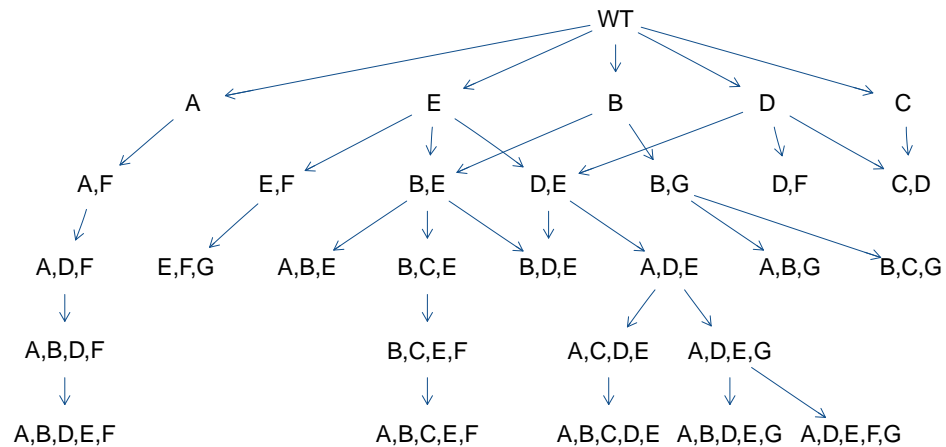 WT
A E B D C
A,F E,F B,E D,E B,G D,F C,D
A,D,F E,F,G A,B,E B,C,E B,D,E A,D,E A,B,G B,C,G
A,B,D,F B,C,E,F A,C,D,E A,D,E,G
A,B,D,E,F A,B,C,E,F A,B,C,D,E A,B,D,E,G A,D,E,F,G